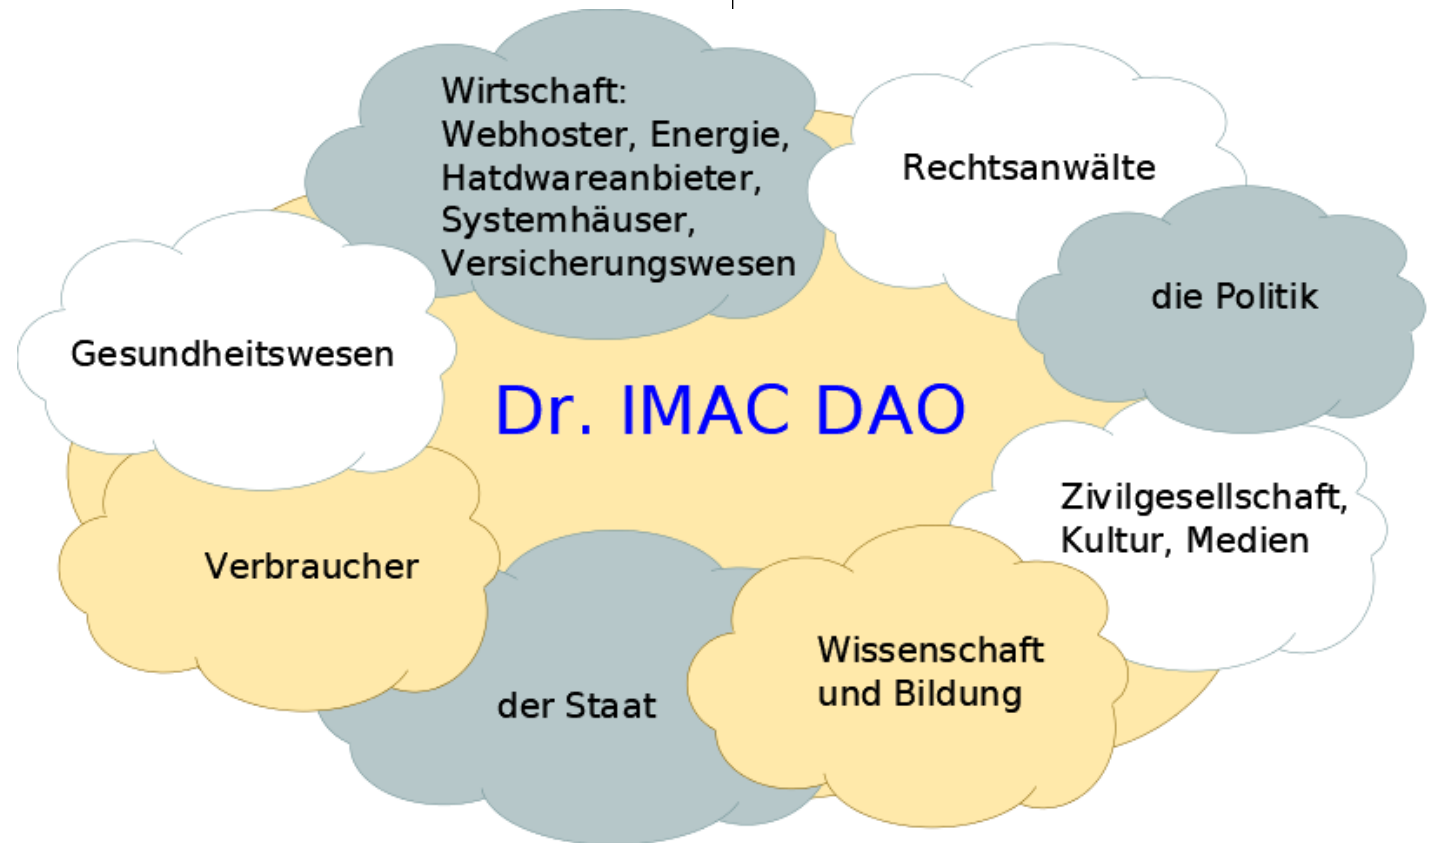 Wirtschaft:
Webhoster, Energie,
Hatdwareanbieter,
Systemhäuser,
Versicherungswesen
Rechtsanwälte
die Politik
Gesundheitswesen
Dr. IMAC DAO
Zivilgesellschaft,
Kultur, Medien
Verbraucher
Wissenschaft
und Bildung
der Staat